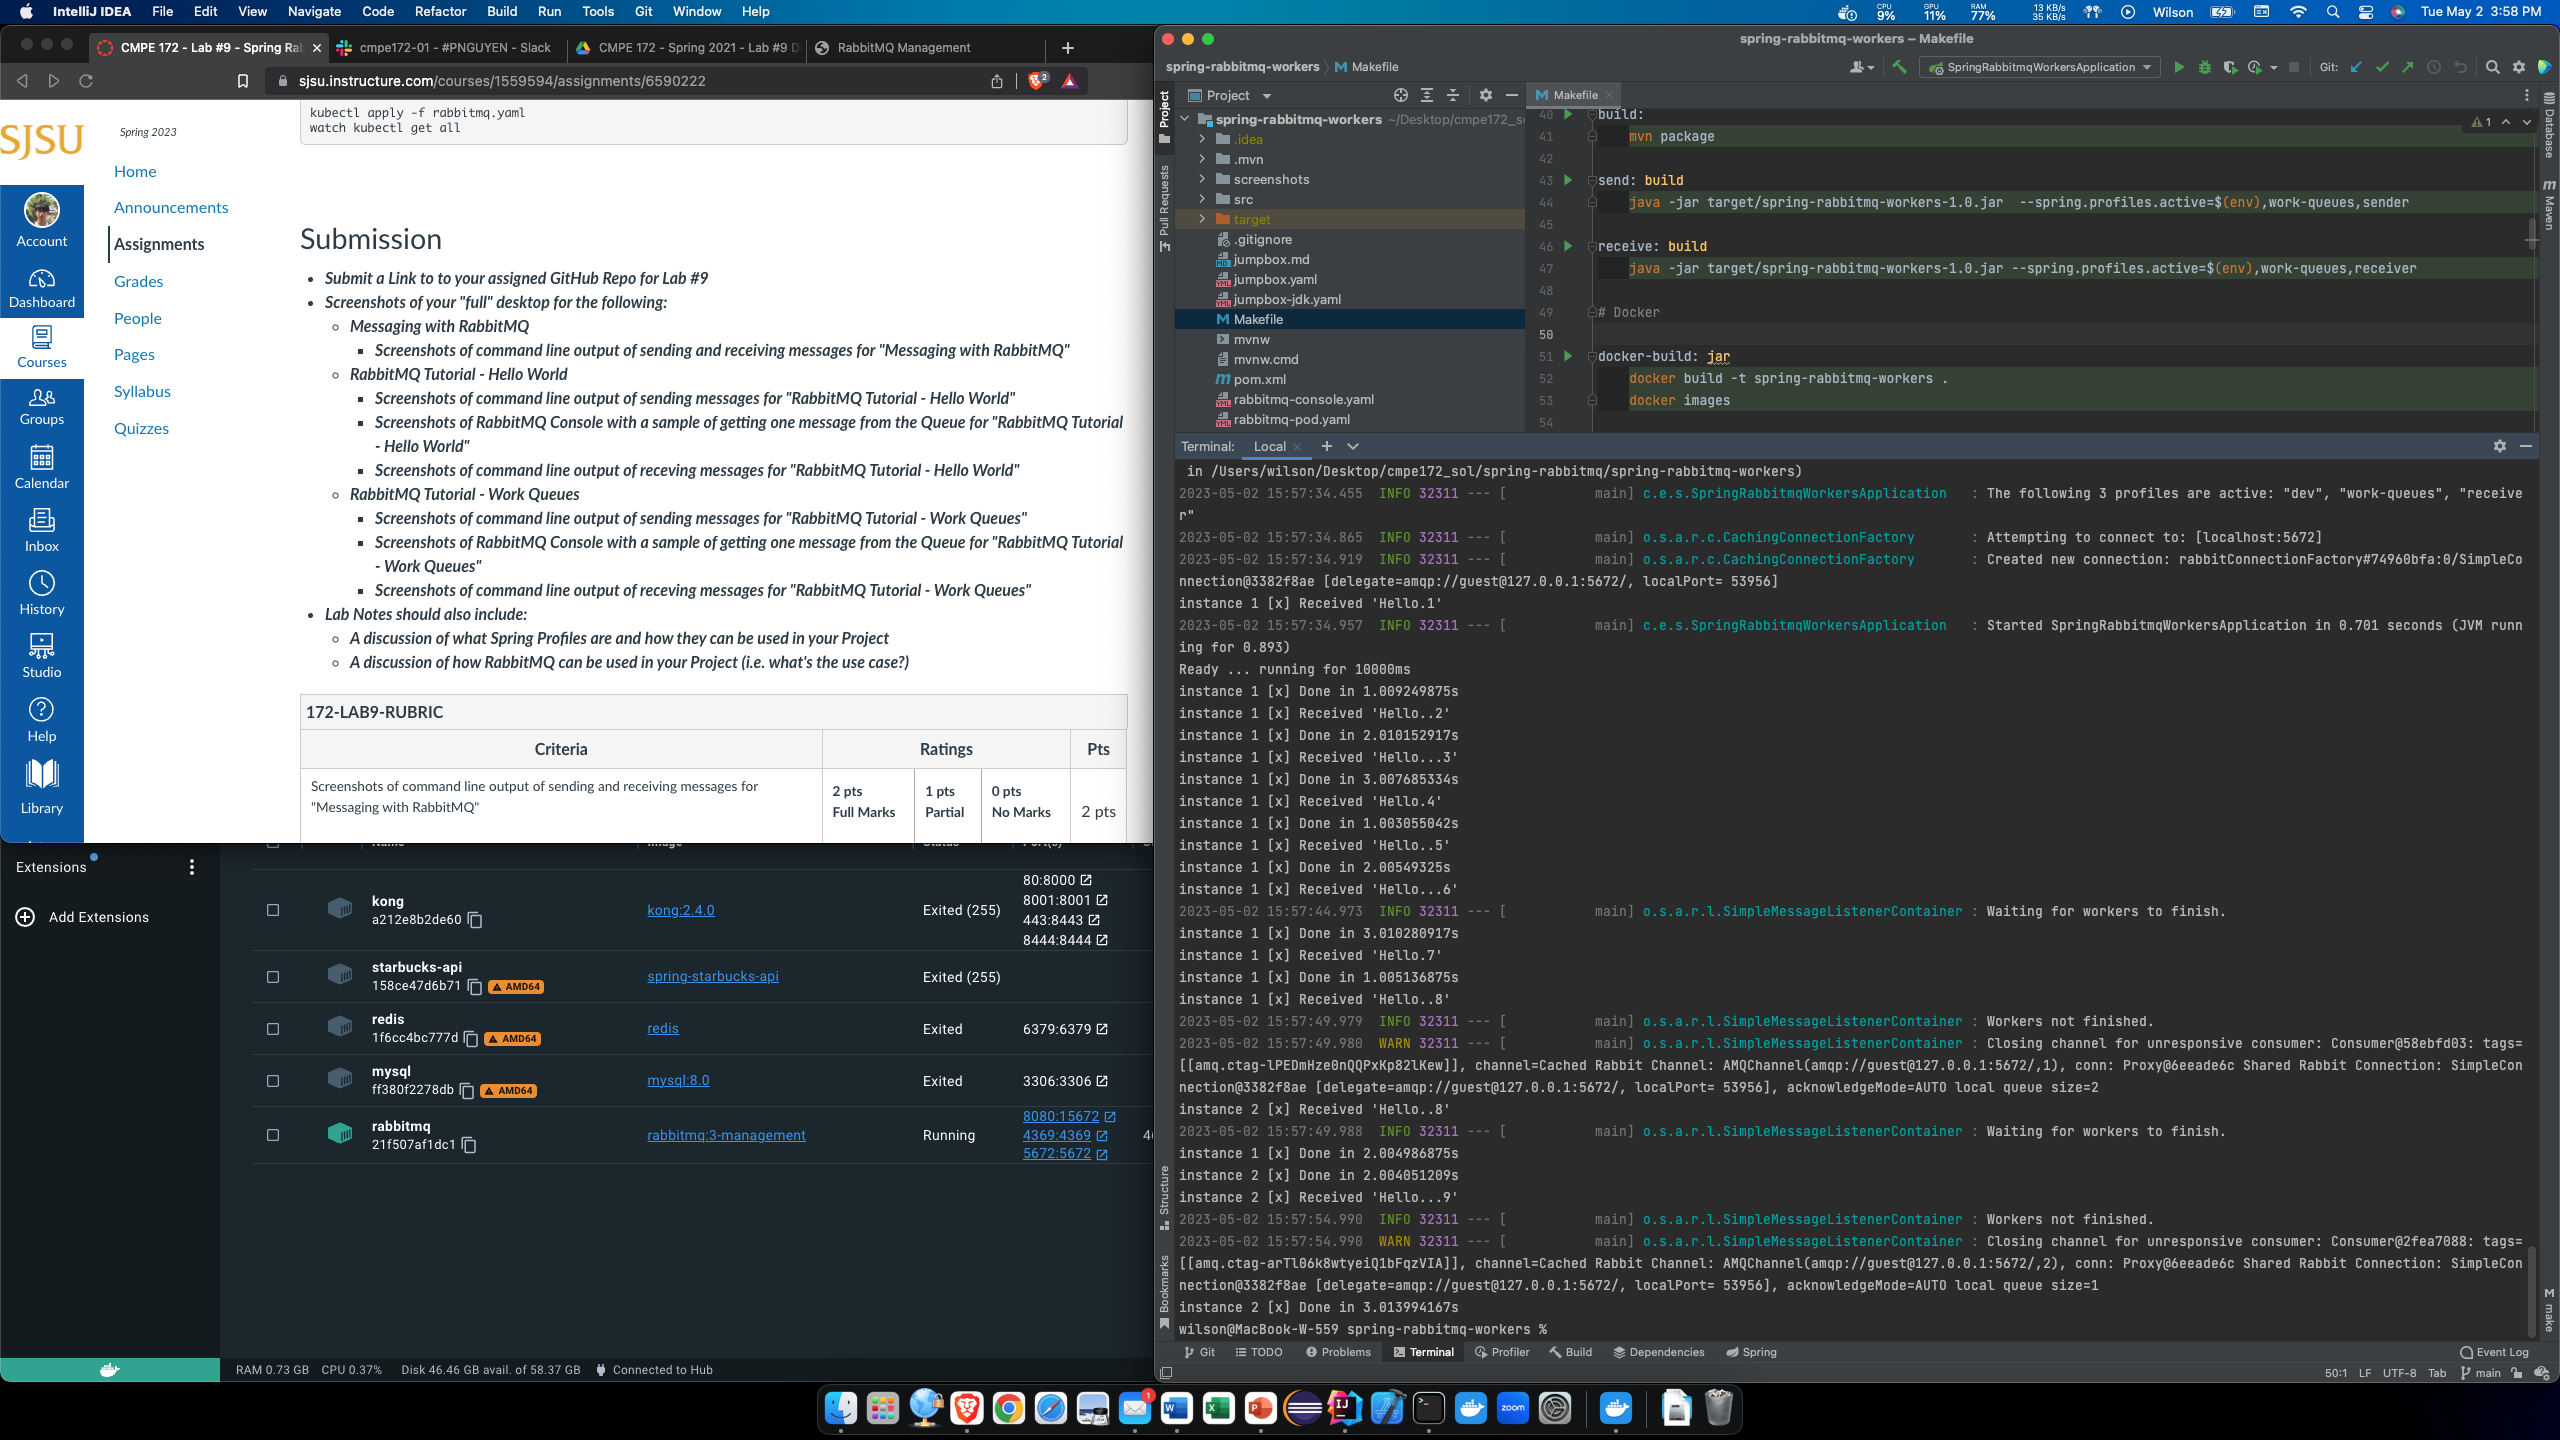 IntelliJ IDEA File Edit View Navigate Code Refactor Build Run Tools Git Window Help
CPU 9% GPU 11% RAM 77% 13 KB/s 35 KB/s Wilson Tue May 2 3:58 PM
CMPE 172 - Lab #9 - Spring Ra
cmpe172-01 - #PNGUYEN - Slack
CMPE 172 - Spring 2021 - Lab #9 D
RabbitMQ Management
sjsu.instructure.com/courses/1559594/assignments/6590222
SJSU
Account
Dashboard
Courses
Groups
Calendar
Inbox
History
Studio
Help
Library
Spring 2023
Home
Announcements
Assignments
Grades
People
Pages
Syllabus
Quizzes
kubectl apply -f rabbitmq.yaml
watch kubectl get all
Submission
Submit a Link to to your assigned GitHub Repo for Lab #9
Screenshots of your "full" desktop for the following:
Messaging with RabbitMQ
Screenshots of command line output of sending and receiving messages for "Messaging with RabbitMQ"
RabbitMQ Tutorial - Hello World
Screenshots of command line output of sending messages for "RabbitMQ Tutorial - Hello World"
Screenshots of RabbitMQ Console with a sample of getting one message from the Queue for "RabbitMQ Tutorial
- Hello World"
Screenshots of command line output of receving messages for "RabbitMQ Tutorial - Hello World"
RabbitMQ Tutorial - Work Queues
Screenshots of command line output of sending messages for "RabbitMQ Tutorial - Work Queues"
Screenshots of RabbitMQ Console with a sample of getting one message from the Queue for "RabbitMQ Tutorial
- Work Queues"
Screenshots of command line output of receving messages for "RabbitMQ Tutorial - Work Queues"
Lab Notes should also include:
A discussion of what Spring Profiles are and how they can be used in your Project
A discussion of how RabbitMQ can be used in your Project (i.e. what's the use case?)
172-LAB9-RUBRIC
Criteria Ratings Pts
Screenshots of command line output of sending and receiving messages for
"Messaging with RabbitMQ"
2 pts
Full Marks
1 pts
Partial
0 pts
No Marks
2 pts
Extensions
Add Extensions
kong
a212e8b2de60
kong:2.4.0
Exited (255)
80:8000
8001:8001
443:8443
8444:8444
starbucks-api
158ce47d6b71 AMD64
spring-starbucks-api
Exited (255)
redis
1f6cc4bc777d AMD64
redis
Exited
6379:6379
mysql
ff380f2278db AMD64
mysql:8.0
Exited
3306:3306
rabbitmq
21f507af1dc1
rabbitmq:3-management
Running
8080:15672
4369:4369
5672:5672
RAM 0.73 GB CPU 0.37% Disk 46.46 GB avail. of 58.37 GB Connected to Hub
spring-rabbitmq-workers – Makefile
spring-rabbitmq-workers Makefile
SpringRabbitmqWorkersApplication
Git:
Project
Pull Requests
Structure
Bookmarks
Database
Maven
make
Project
spring-rabbitmq-workers ~/Desktop/cmpe172_so
.idea
.mvn
screenshots
src
target
.gitignore
jumpbox.md
jumpbox.yaml
jumpbox-jdk.yaml
Makefile
mvnw
mvnw.cmd
pom.xml
rabbitmq-console.yaml
rabbitmq-pod.yaml
Makefile
1
40 build:
41 mvn package
42
43 send: build
44 java -jar target/spring-rabbitmq-workers-1.0.jar  --spring.profiles.active=$(env),work-queues,sender
45
46 receive: build
47 java -jar target/spring-rabbitmq-workers-1.0.jar --spring.profiles.active=$(env),work-queues,receiver
48
49 # Docker
50
51 docker-build: jar
52 docker build -t spring-rabbitmq-workers .
53 docker images
54
Terminal: Local
in /Users/wilson/Desktop/cmpe172_sol/spring-rabbitmq/spring-rabbitmq-workers)
2023-05-02 15:57:34.455  INFO 32311 --- [           main] c.e.s.SpringRabbitmqWorkersApplication   : The following 3 profiles are active: "dev", "work-queues", "receive
r"
2023-05-02 15:57:34.865  INFO 32311 --- [           main] o.s.a.r.c.CachingConnectionFactory       : Attempting to connect to: [localhost:5672]
2023-05-02 15:57:34.919  INFO 32311 --- [           main] o.s.a.r.c.CachingConnectionFactory       : Created new connection: rabbitConnectionFactory#74960bfa:0/SimpleCo
nnection@3382f8ae [delegate=amqp://guest@127.0.0.1:5672/, localPort= 53956]
instance 1 [x] Received 'Hello.1'
2023-05-02 15:57:34.957  INFO 32311 --- [           main] c.e.s.SpringRabbitmqWorkersApplication   : Started SpringRabbitmqWorkersApplication in 0.701 seconds (JVM runn
ing for 0.893)
Ready ... running for 10000ms
instance 1 [x] Done in 1.009249875s
instance 1 [x] Received 'Hello..2'
instance 1 [x] Done in 2.010152917s
instance 1 [x] Received 'Hello...3'
instance 1 [x] Done in 3.007685334s
instance 1 [x] Received 'Hello.4'
instance 1 [x] Done in 1.003055042s
instance 1 [x] Received 'Hello..5'
instance 1 [x] Done in 2.00549325s
instance 1 [x] Received 'Hello...6'
2023-05-02 15:57:44.973  INFO 32311 --- [           main] o.s.a.r.l.SimpleMessageListenerContainer : Waiting for workers to finish.
instance 1 [x] Done in 3.010280917s
instance 1 [x] Received 'Hello.7'
instance 1 [x] Done in 1.005136875s
instance 1 [x] Received 'Hello..8'
2023-05-02 15:57:49.979  INFO 32311 --- [           main] o.s.a.r.l.SimpleMessageListenerContainer : Workers not finished.
2023-05-02 15:57:49.980  WARN 32311 --- [           main] o.s.a.r.l.SimpleMessageListenerContainer : Closing channel for unresponsive consumer: Consumer@58ebfd03: tags=
[[amq.ctag-lPEDmHze0nQQPxKp82lKew]], channel=Cached Rabbit Channel: AMQChannel(amqp://guest@127.0.0.1:5672/,1), conn: Proxy@6eeade6c Shared Rabbit Connection: SimpleCon
nection@3382f8ae [delegate=amqp://guest@127.0.0.1:5672/, localPort= 53956], acknowledgeMode=AUTO local queue size=2
instance 2 [x] Received 'Hello..8'
2023-05-02 15:57:49.988  INFO 32311 --- [           main] o.s.a.r.l.SimpleMessageListenerContainer : Waiting for workers to finish.
instance 1 [x] Done in 2.004986875s
instance 2 [x] Done in 2.004051209s
instance 2 [x] Received 'Hello...9'
2023-05-02 15:57:54.990  INFO 32311 --- [           main] o.s.a.r.l.SimpleMessageListenerContainer : Workers not finished.
2023-05-02 15:57:54.990  WARN 32311 --- [           main] o.s.a.r.l.SimpleMessageListenerContainer : Closing channel for unresponsive consumer: Consumer@2fea7088: tags=
[[amq.ctag-arTl06k8wtyeiQ1bFqzVIA]], channel=Cached Rabbit Channel: AMQChannel(amqp://guest@127.0.0.1:5672/,2), conn: Proxy@6eeade6c Shared Rabbit Connection: SimpleCon
nection@3382f8ae [delegate=amqp://guest@127.0.0.1:5672/, localPort= 53956], acknowledgeMode=AUTO local queue size=1
instance 2 [x] Done in 3.013994167s
wilson@MacBook-W-559 spring-rabbitmq-workers %
Git TODO Problems Terminal Profiler Build Dependencies Spring Event Log
50:1 LF UTF-8 Tab main
zoom